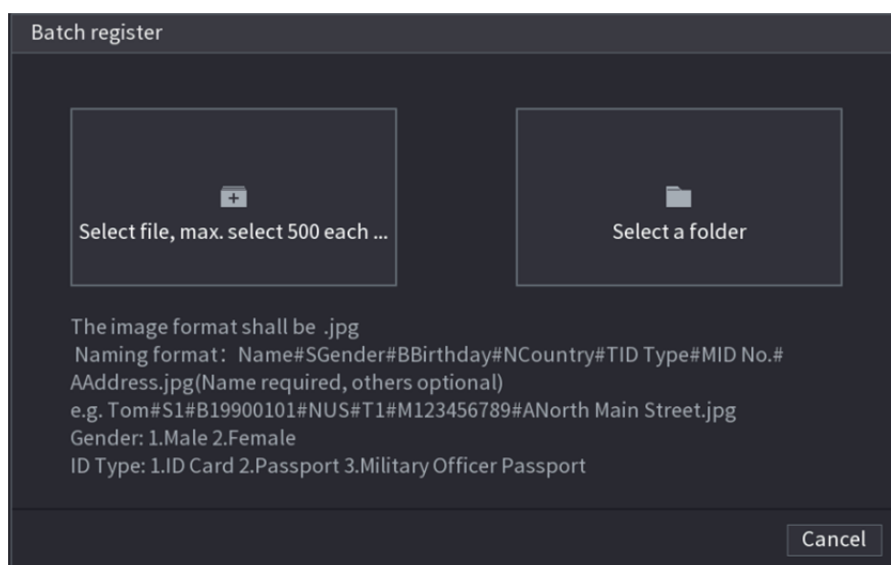 Batch register
Select file, max. select 500 each ...
Select a folder
The image format shall be .jpg
Naming format：Name#SGender#BBirthday#NCountry#TID Type#MID No.#
AAddress.jpg(Name required, others optional)
e.g. Tom#S1#B19900101#NUS#T1#M123456789#ANorth Main Street.jpg
Gender: 1.Male 2.Female
ID Type: 1.ID Card 2.Passport 3.Military Officer Passport
Cancel